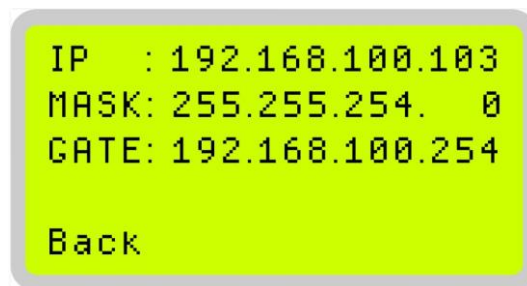 IP  : 192.168.100.103
MASK: 255.255.254.  0
GATE: 192.168.100.254
Back